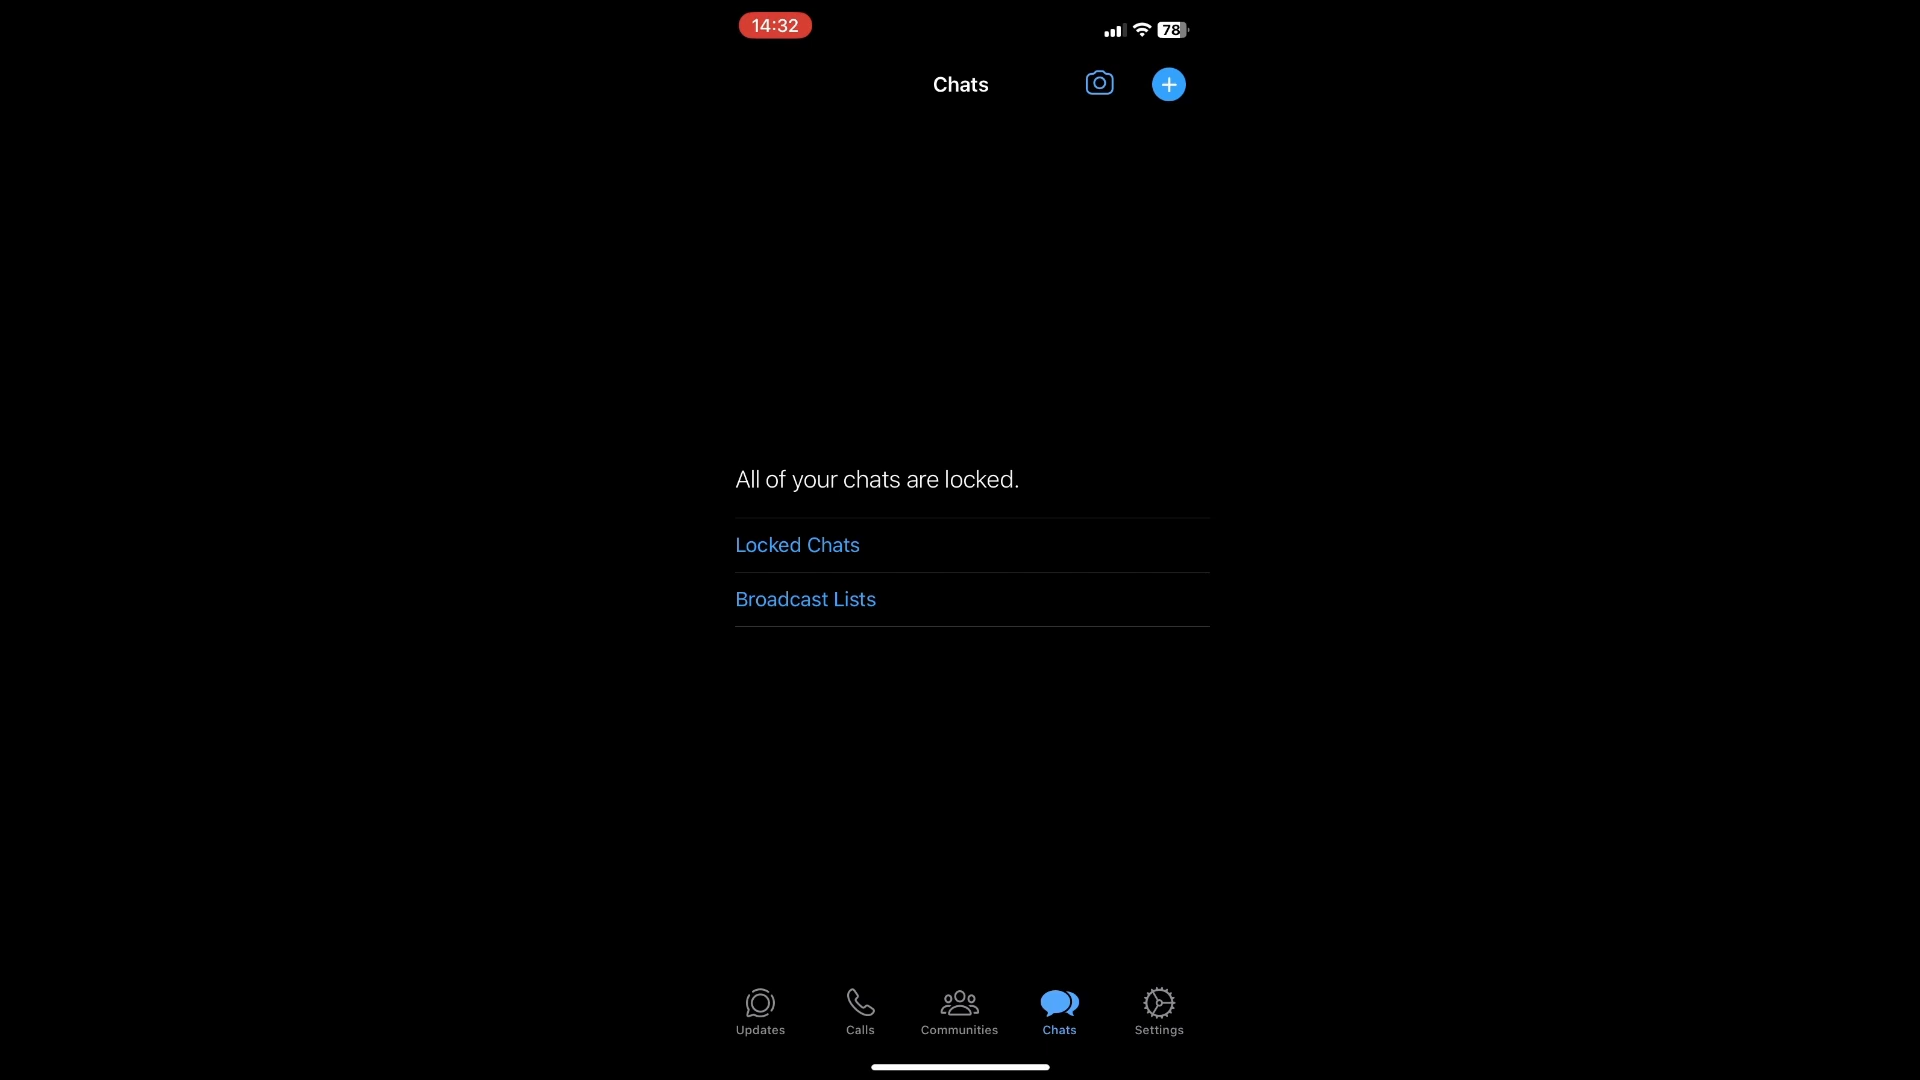 14:32
78
Chats
All of your chats are locked.
Locked Chats
Broadcast Lists
Updates
Calls
Communities
Chats
Settings